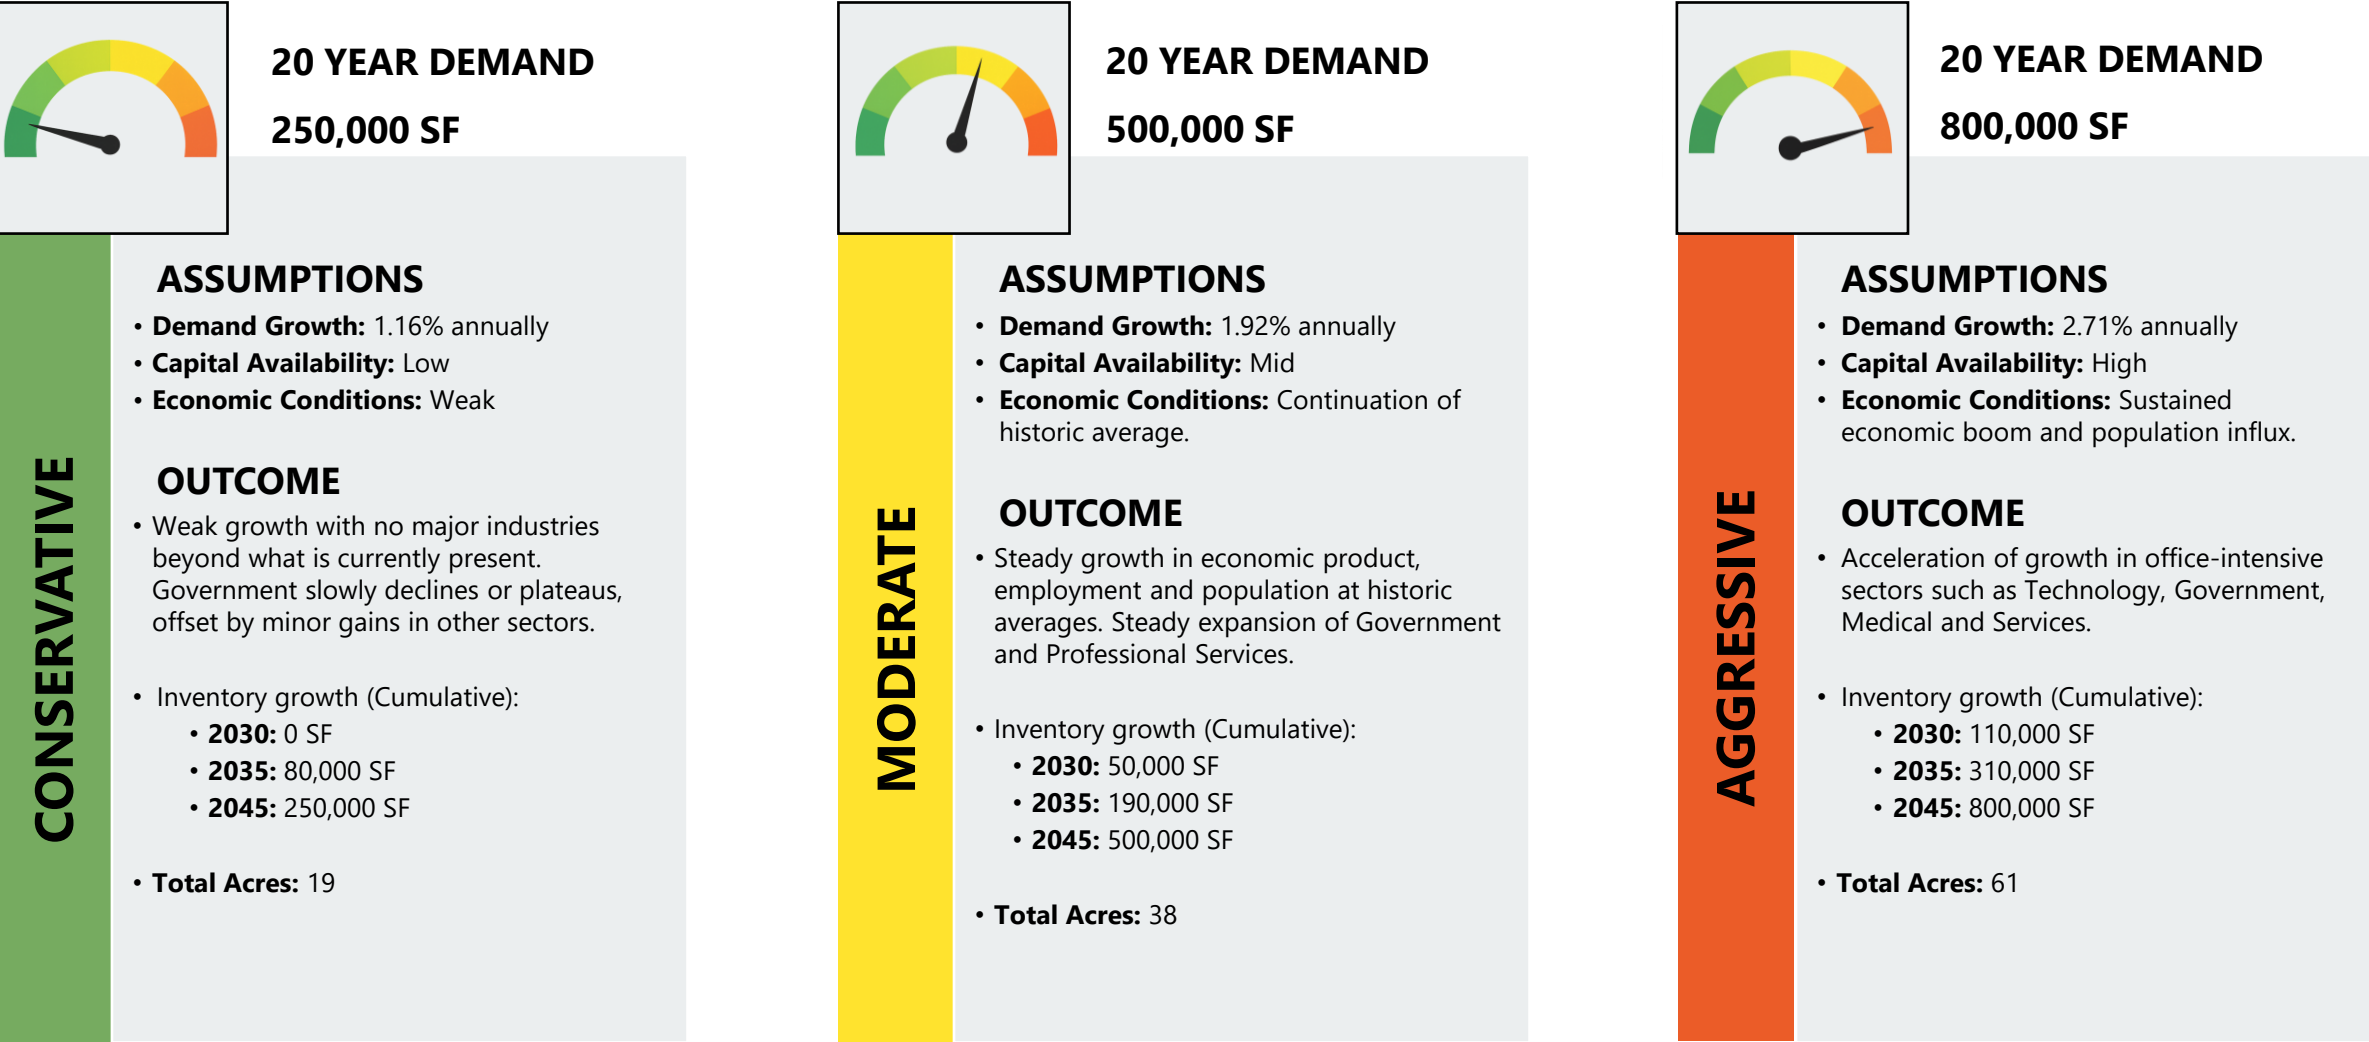 20 YEAR DEMAND
250,000 SF
CONSERVATIVE
ASSUMPTIONS
• Demand Growth: 1.16% annually
• Capital Availability: Low
• Economic Conditions: Weak
OUTCOME
• Weak growth with no major industries
beyond what is currently present.
Government slowly declines or plateaus,
offset by minor gains in other sectors.
• Inventory growth (Cumulative):
• 2030: 0 SF
• 2035: 80,000 SF
• 2045: 250,000 SF
• Total Acres: 19
20 YEAR DEMAND
500,000 SF
MODERATE
ASSUMPTIONS
• Demand Growth: 1.92% annually
• Capital Availability: Mid
• Economic Conditions: Continuation of
historic average.
OUTCOME
• Steady growth in economic product,
employment and population at historic
averages. Steady expansion of Government
and Professional Services.
• Inventory growth (Cumulative):
• 2030: 50,000 SF
• 2035: 190,000 SF
• 2045: 500,000 SF
• Total Acres: 38
20 YEAR DEMAND
800,000 SF
AGGRESSIVE
ASSUMPTIONS
• Demand Growth: 2.71% annually
• Capital Availability: High
• Economic Conditions: Sustained
economic boom and population influx.
OUTCOME
• Acceleration of growth in office-intensive
sectors such as Technology, Government,
Medical and Services.
• Inventory growth (Cumulative):
• 2030: 110,000 SF
• 2035: 310,000 SF
• 2045: 800,000 SF
• Total Acres: 61